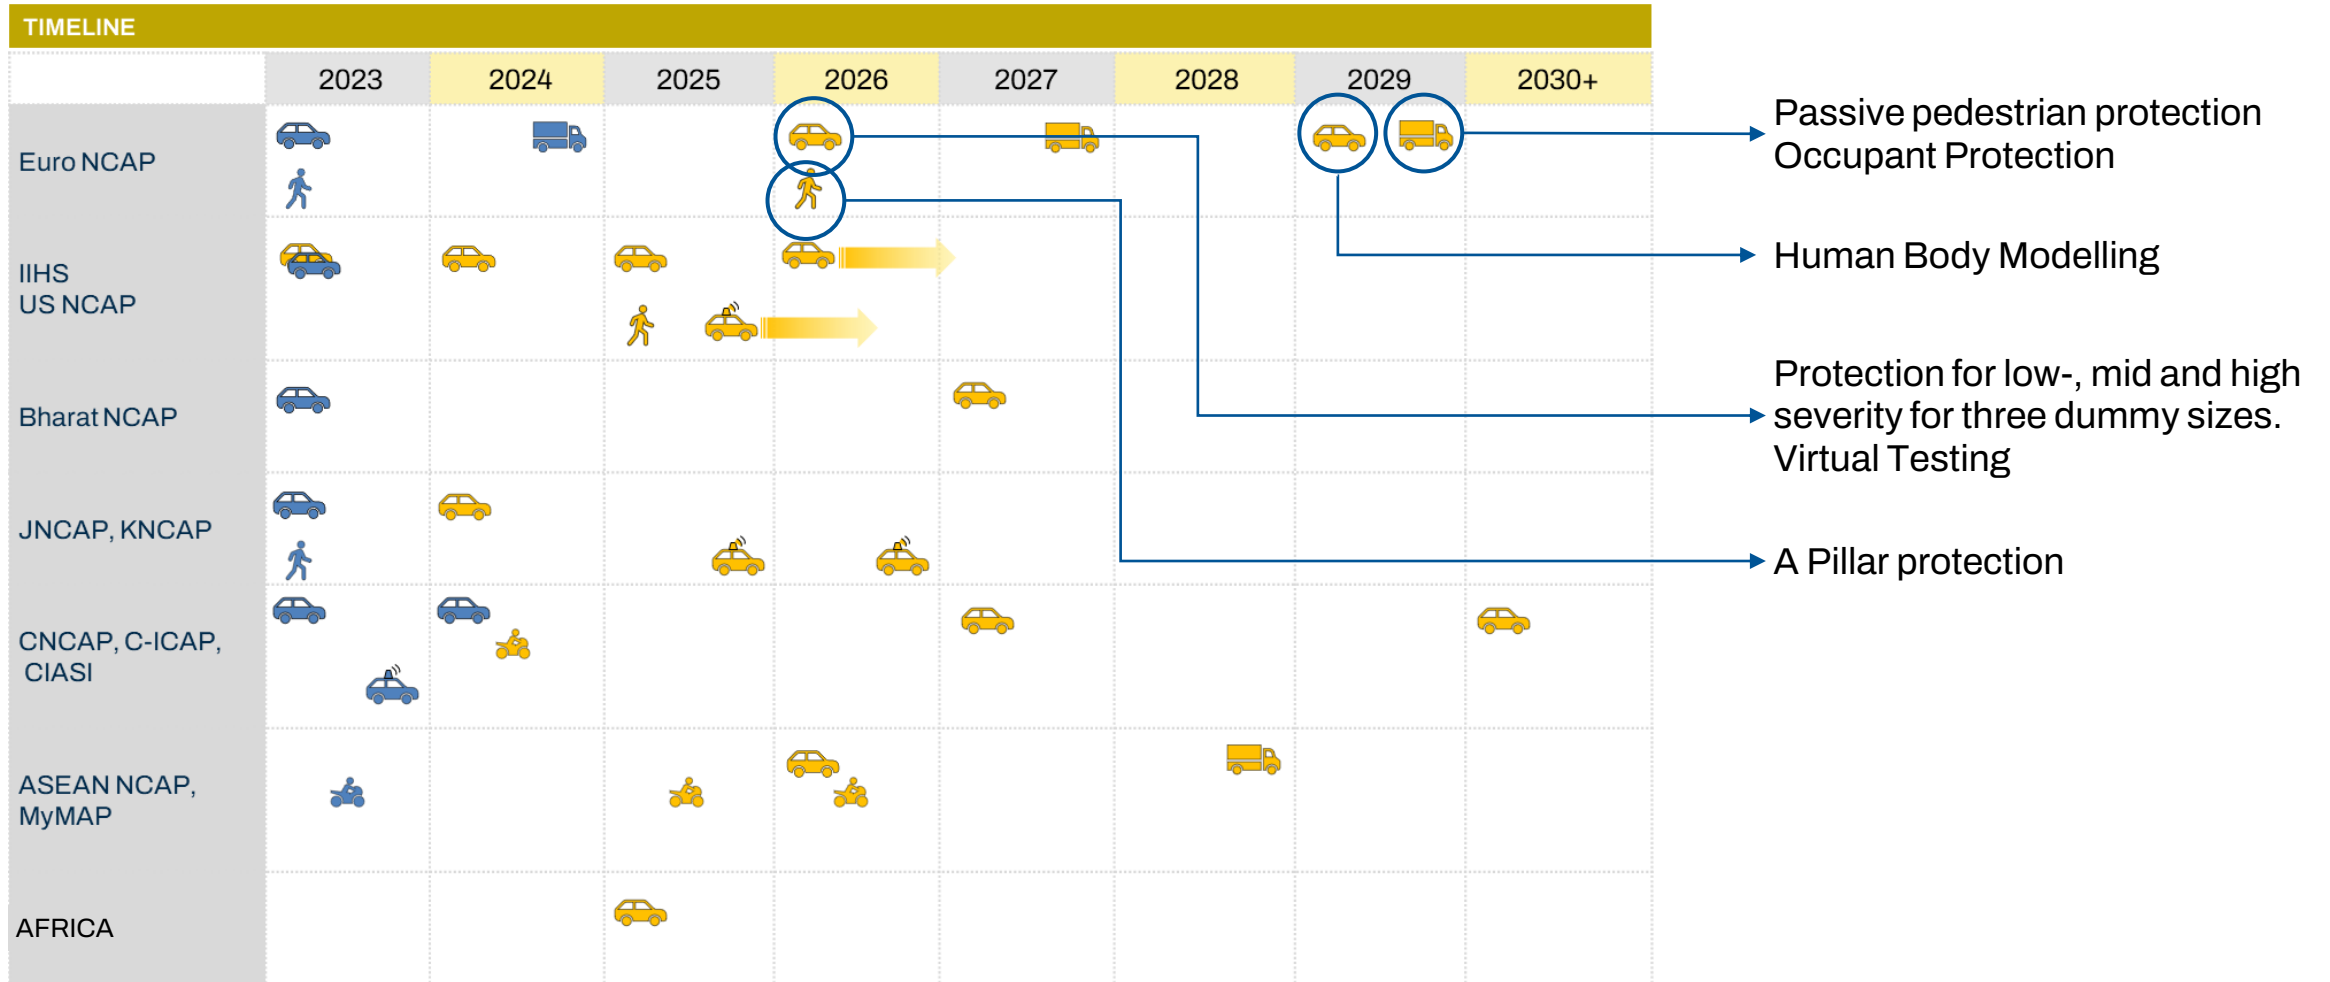 TIMELINE
2023 2024 2025 2026 2027 2028 2029 2030+
Euro NCAP
IIHS
US NCAP
Bharat NCAP
JNCAP, KNCAP
CNCAP, C-ICAP,
CIASI
ASEAN NCAP,
MyMAP
AFRICA
Passive pedestrian protection
Occupant Protection
Human Body Modelling
Protection for low-, mid and high
severity for three dummy sizes.
Virtual Testing
A Pillar protection